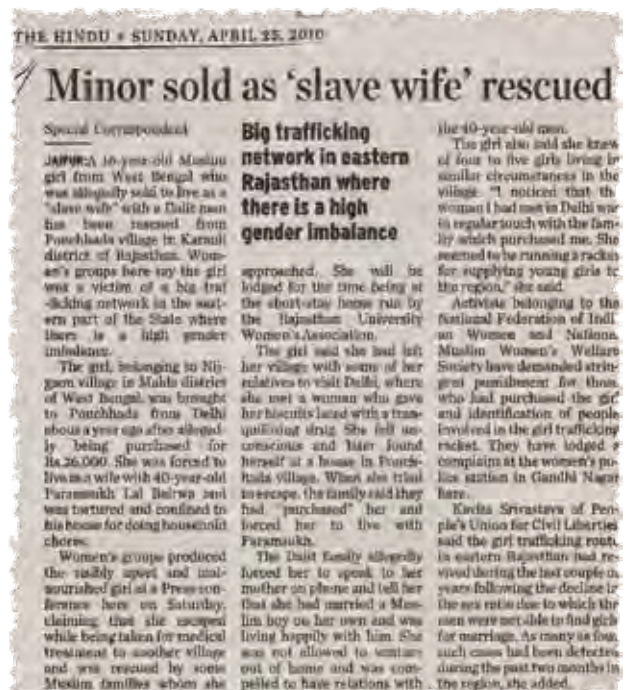 THE HINDU • SUNDAY, APRIL 25, 2010
Minor sold as 'slave wife' rescued
Special Correspondent
JAIPUR: A 16-year-old Muslim
girl from West Bengal who
was allegedly sold to live as a
"slave wife" with a Dalit man
has been rescued from
Ponchhada village in Karauli
district of Rajasthan. Wom-
en's groups here say the girl
was a victim of a big traf
-ficking network in the east-
ern part of the State where
there is a high gender
imbalance.
The girl, belonging to
village in Malda district
of West Bengal, was brought
to Ponchhada from Delhi
about a year ago after alleged-
ly being purchased for
Rs.26,000. She was forced to
live as a wife with 40-year-old
Lal and
was tortured and confined to
his house for doing household
chores.
Women's groups produced
the visibly upset and mal-
nourished girl at a Press con-
ference here on Saturday,
claiming that she escaped
while being taken for medical
treatment to another village
and was rescued by some
Muslim families whom she
Big trafficking
network in eastern
Rajasthan where
there is a high
gender imbalance
approached. She will be
lodged for the time being at
the short-stay home run by
the Rajasthan University
Women's Association.
The girl said she had left
her village with some of her
relatives to visit Delhi, where
she met a woman who gave
her biscuits laced with a tran-
quilising drug. She fell un-
conscious and later found
herself at a house in Ponch-
hada village. When she tried
to escape, the family said they
had "purchased" her and
forced her to live with
The Dalit family allegedly
forced her to speak to her
mother on phone and tell her
that she had married a Mus-
lim boy on her own and was
living happily with him. She
was not allowed to venture
out of home and was com-
pelled to have relations with
the 40-year-old man.
The girl also said she knew
of four to five girls living in
similar circumstances in the
village. "I noticed that the
woman I had met in Delhi was
in regular touch with the fam-
ily which purchased me. She
seemed to be running a racket
for supplying young girls to
the region," she said.
Activists belonging to the
National Federation of Indi-
an Women and National
Muslim Women's Welfare
Society have demanded strin-
gent punishment for those
who had purchased the girl
and identification of people
involved in the girl trafficking
racket. They have lodged a
complaint at the women's po-
lice station in Gandhi Nagar
here.
Kavita Srivastava of Peo-
ple's Union for Civil Liberties
said the girl trafficking route
in eastern Rajasthan had re-
vived during the last couple of
years following the decline in
the sex ratio due to which the
men were not able to find girls
for marriage. As many as four
such cases had been detected
during the past two months in
the region, she added.